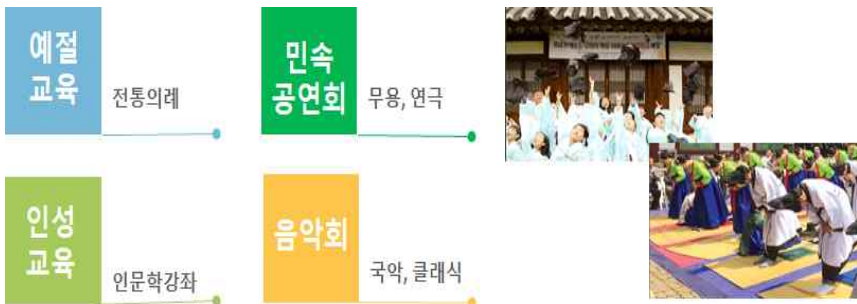 예절
교육
전통의례
민속
공연회
무용, 연극
인성
교육
인문학강좌
음악회
국악, 클래식